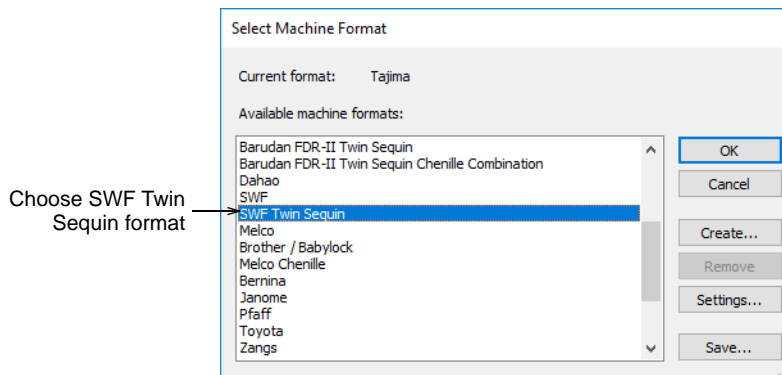 Select Machine Format
Current format: Tajima
Available machine formats:
Barudan FDR-II Twin Sequin
Barudan FDR-II Twin Sequin Chenille Combination
Dahao
SWF
SWF Twin Sequin
Melco
Brother / Babylock
Melco Chenille
Bernina
Janome
Pfaff
Toyota
Zangs
OK
Cancel
Create...
Remove
Settings...
Save...
Choose SWF Twin
Sequin format